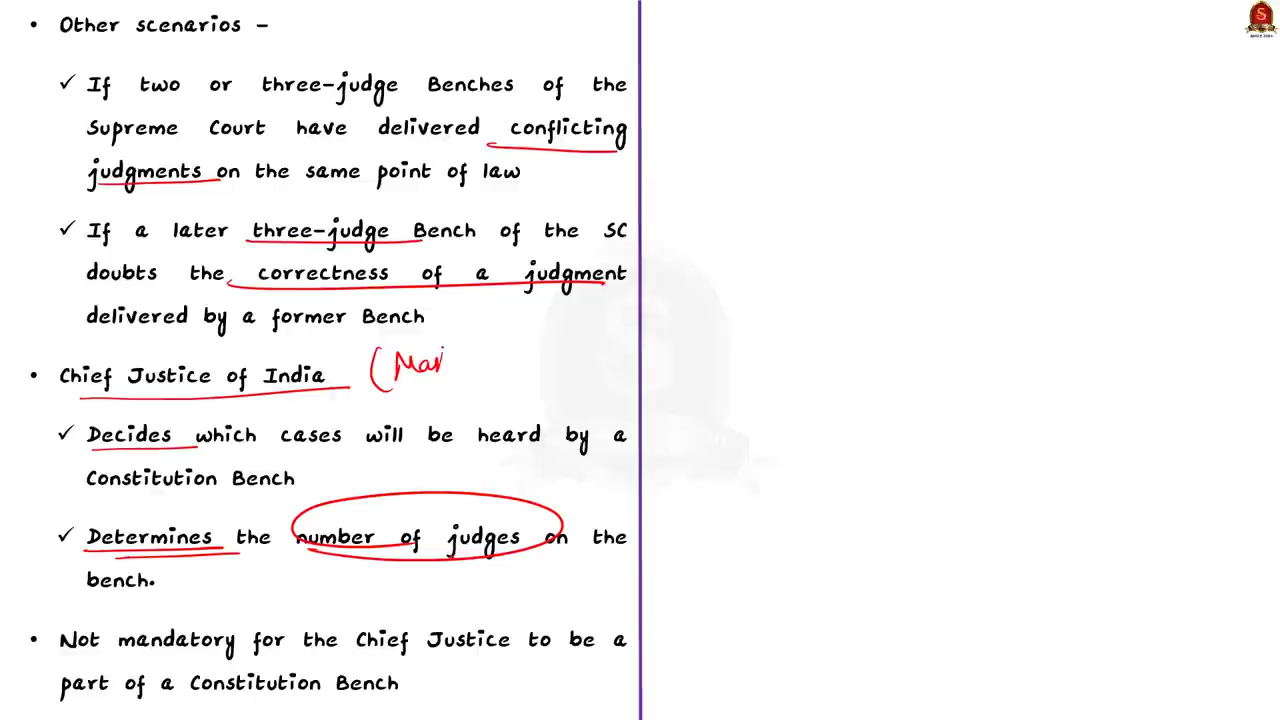 • Other scenarios –
✓ If two or three-judge Benches of the
Supreme Court have delivered conflicting
judgments on the same point of law
✓ If a later three-judge Bench of the SC
doubts the correctness of a judgment
delivered by a former Bench
• Chief Justice of India (Mas
✓ Decides which cases will be heard by a
Constitution Bench
✓ Determines the number of judges on the
bench.
• Not mandatory for the Chief Justice to be a
part of a Constitution Bench